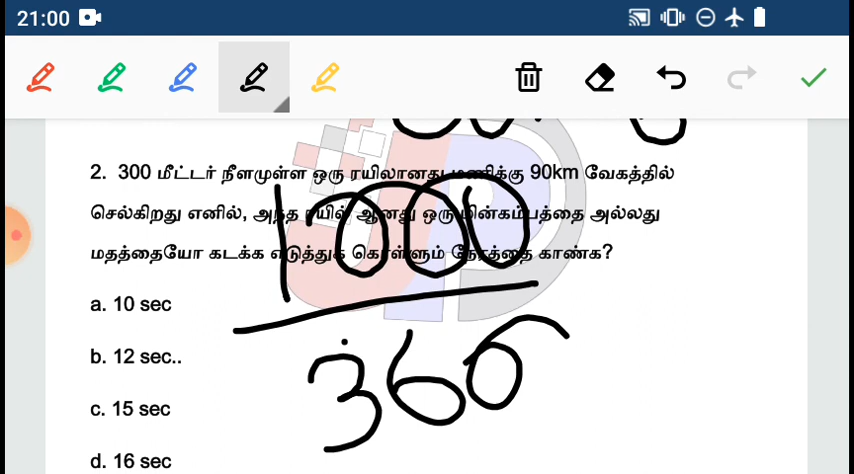 21:00
2. 300 மீட்டர் நீளமுள்ள ஒரு ரயிலானது மணிக்கு 90km வேகத்தில்
செல்கிறது எனில், அந்த ரயில் ஆனது ஒரு மின்கம்பத்தை அல்லது
மதத்தையோ கடக்க எடுத்துக் கொள்ளும் நேரத்தை காண்க?
1000
360
a. 10 sec
b. 12 sec..
c. 15 sec
d. 16 sec